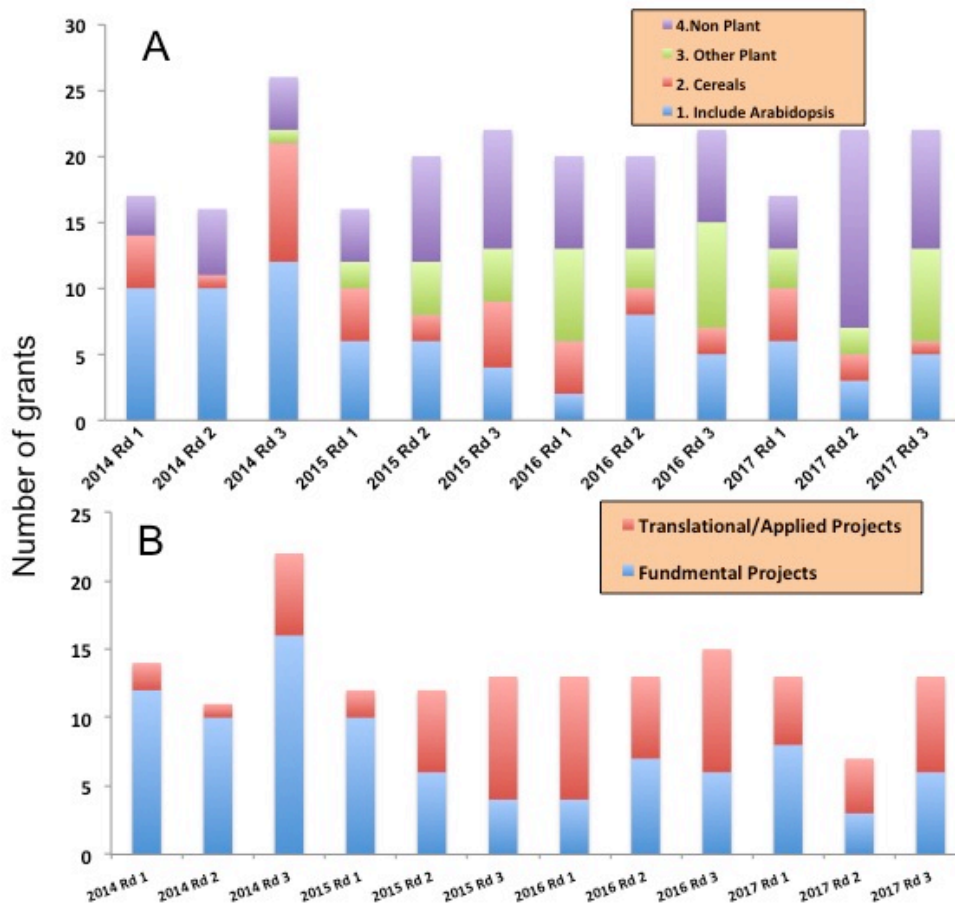 A
4.Non Plant
3. Other Plant
2. Cereals
1. Include Arabidopsis
30
25
20
15
10
5
0
2014 Rd 1
2014 Rd 2
2014 Rd 3
2015 Rd 1
2015 Rd 2
2015 Rd 3
2016 Rd 1
2016 Rd 2
2016 Rd 3
2017 Rd 1
2017 Rd 2
2017 Rd 3
Number of grants
B
Translational/Applied Projects
Fundmental Projects
25
20
15
10
5
0
2014 Rd 1
2014 Rd 2
2014 Rd 3
2015 Rd 1
2015 Rd 2
2015 Rd 3
2016 Rd 1
2016 Rd 2
2016 Rd 3
2017 Rd 1
2017 Rd 2
2017 Rd 3